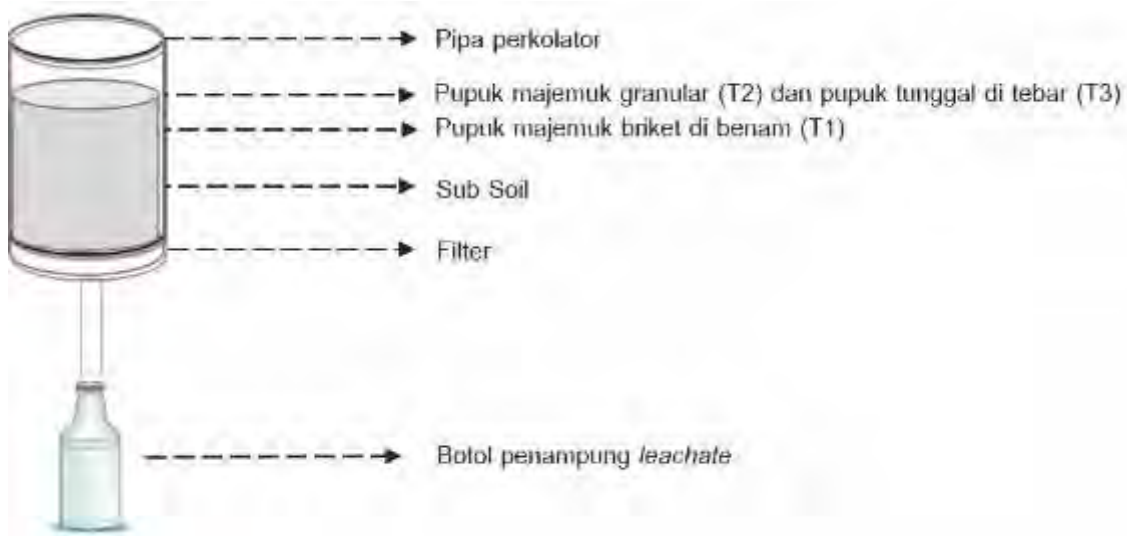 Pipa perkolator
Pupuk majemuk granular (T2) dan pupuk tunggal di tebar (T3)
Pupuk majemuk briket di benam (T1)
Sub Soil
Filter
Botol penampung leachate